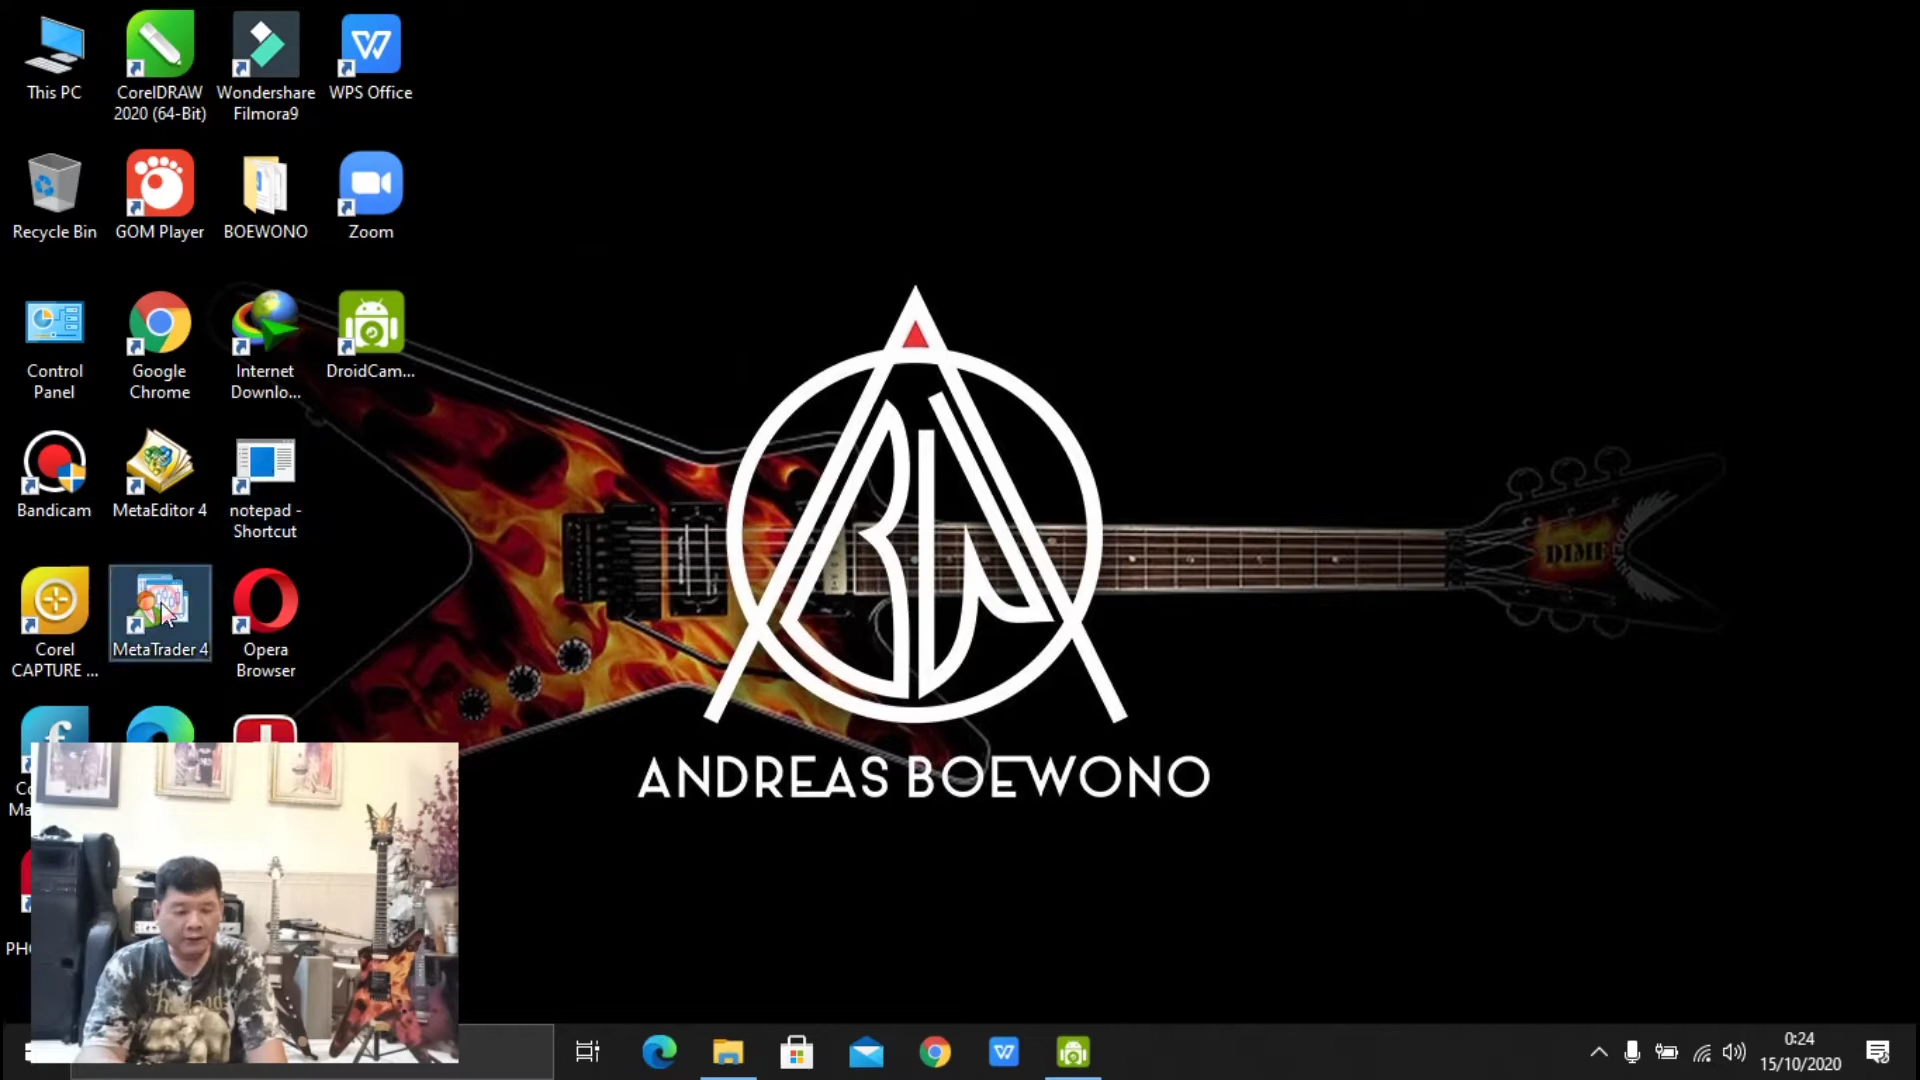 This PC
CorelDRAW
2020 (64-Bit)
Wondershare
Filmora9
WPS Office
Recycle Bin
GOM Player
BOEWONO
Zoom
Control
Panel
Google
Chrome
Internet
Downlo...
DroidCam...
Bandicam
MetaEditor 4
notepad -
Shortcut
Corel
CAPTURE ...
MetaTrader 4
Opera
Browser
DIME
ANDREAS BOEWONO
0:24
15/10/2020